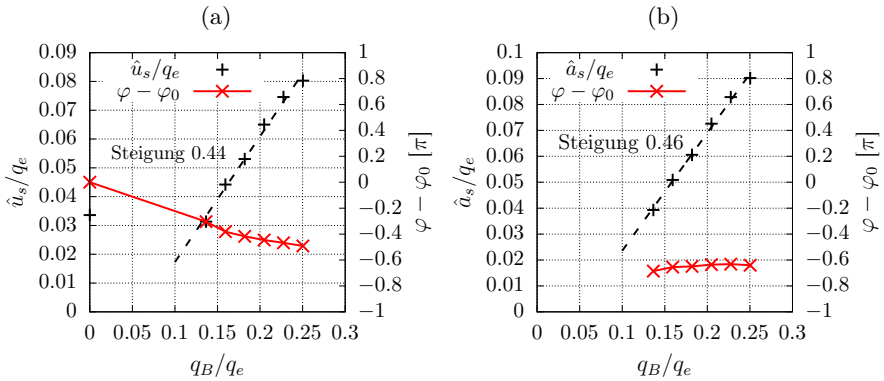 (a)
0.09
0.08
0.07
0.06
0.05
0.04
0.03
0.02
0.01
0
û_s/q_e
û_s/q_e
φ − φ₀
Steigung 0.44
1
0.8
0.6
0.4
0.2
0
−0.2
−0.4
−0.6
−0.8
−1
φ − φ₀ [π]
0 0.05 0.1 0.15 0.2 0.25 0.3
q_B/q_e
(b)
0.1
0.09
0.08
0.07
0.06
0.05
0.04
0.03
0.02
0.01
0
â_s/q_e
â_s/q_e
φ − φ₀
Steigung 0.46
1
0.8
0.6
0.4
0.2
0
−0.2
−0.4
−0.6
−0.8
−1
φ − φ₀ [π]
0 0.05 0.1 0.15 0.2 0.25 0.3
q_B/q_e